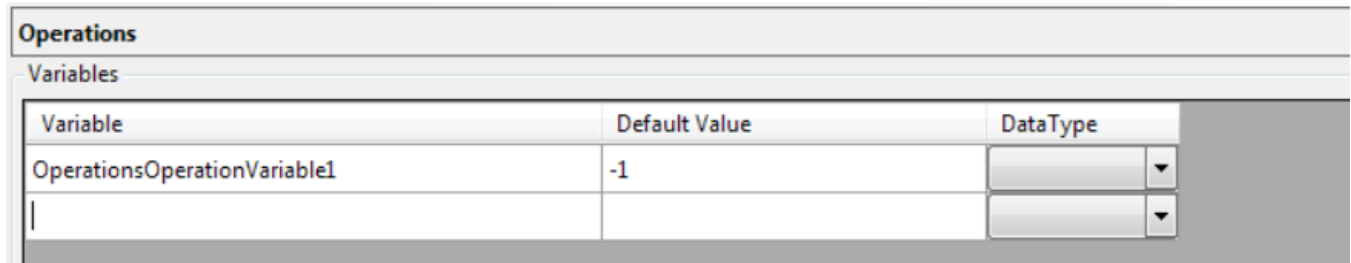 Operations
Variables
Variable Default Value DataType
OperationsOperationVariable1 -1